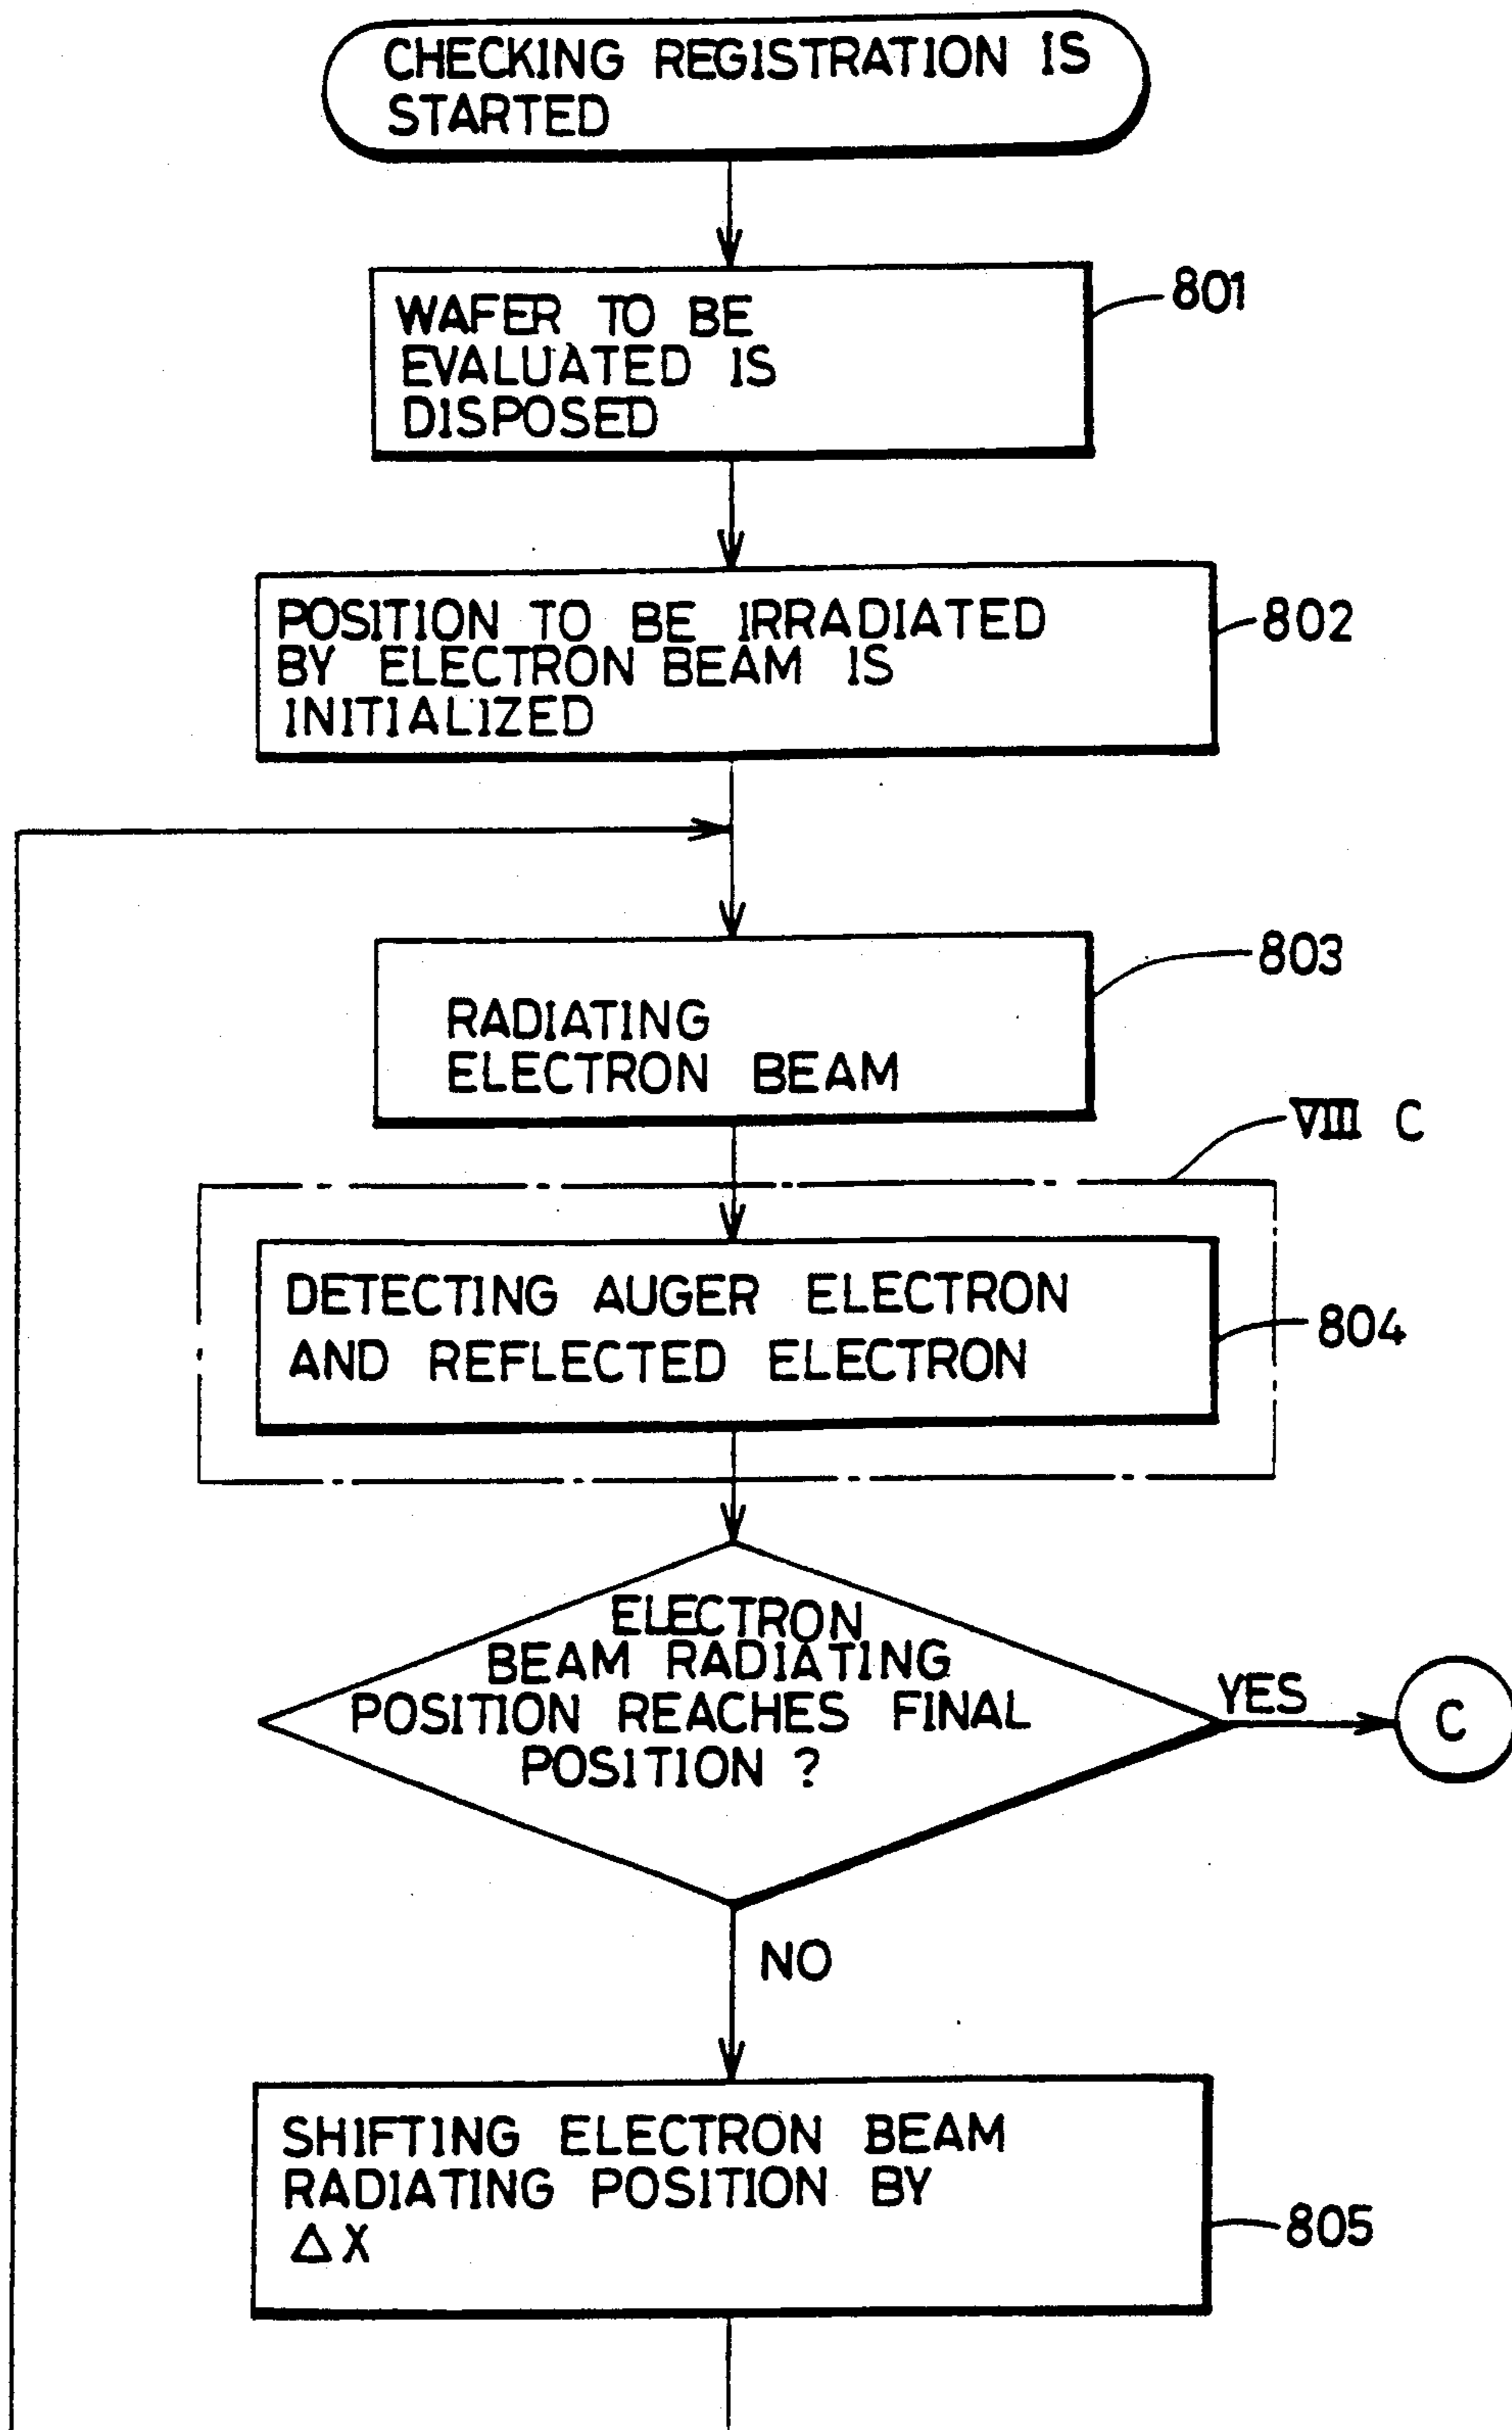 CHECKING REGISTRATION IS
STARTED
WAFER TO BE
EVALUATED IS
DISPOSED
801
POSITION TO BE IRRADIATED
BY ELECTRON BEAM IS
INITIALIZED
802
RADIATING
ELECTRON BEAM
803
VIII C
DETECTING AUGER ELECTRON
AND REFLECTED ELECTRON
804
ELECTRON
BEAM RADIATING
POSITION REACHES FINAL
POSITION ?
YES
C
NO
SHIFTING ELECTRON BEAM
RADIATING POSITION BY
ΔX
805